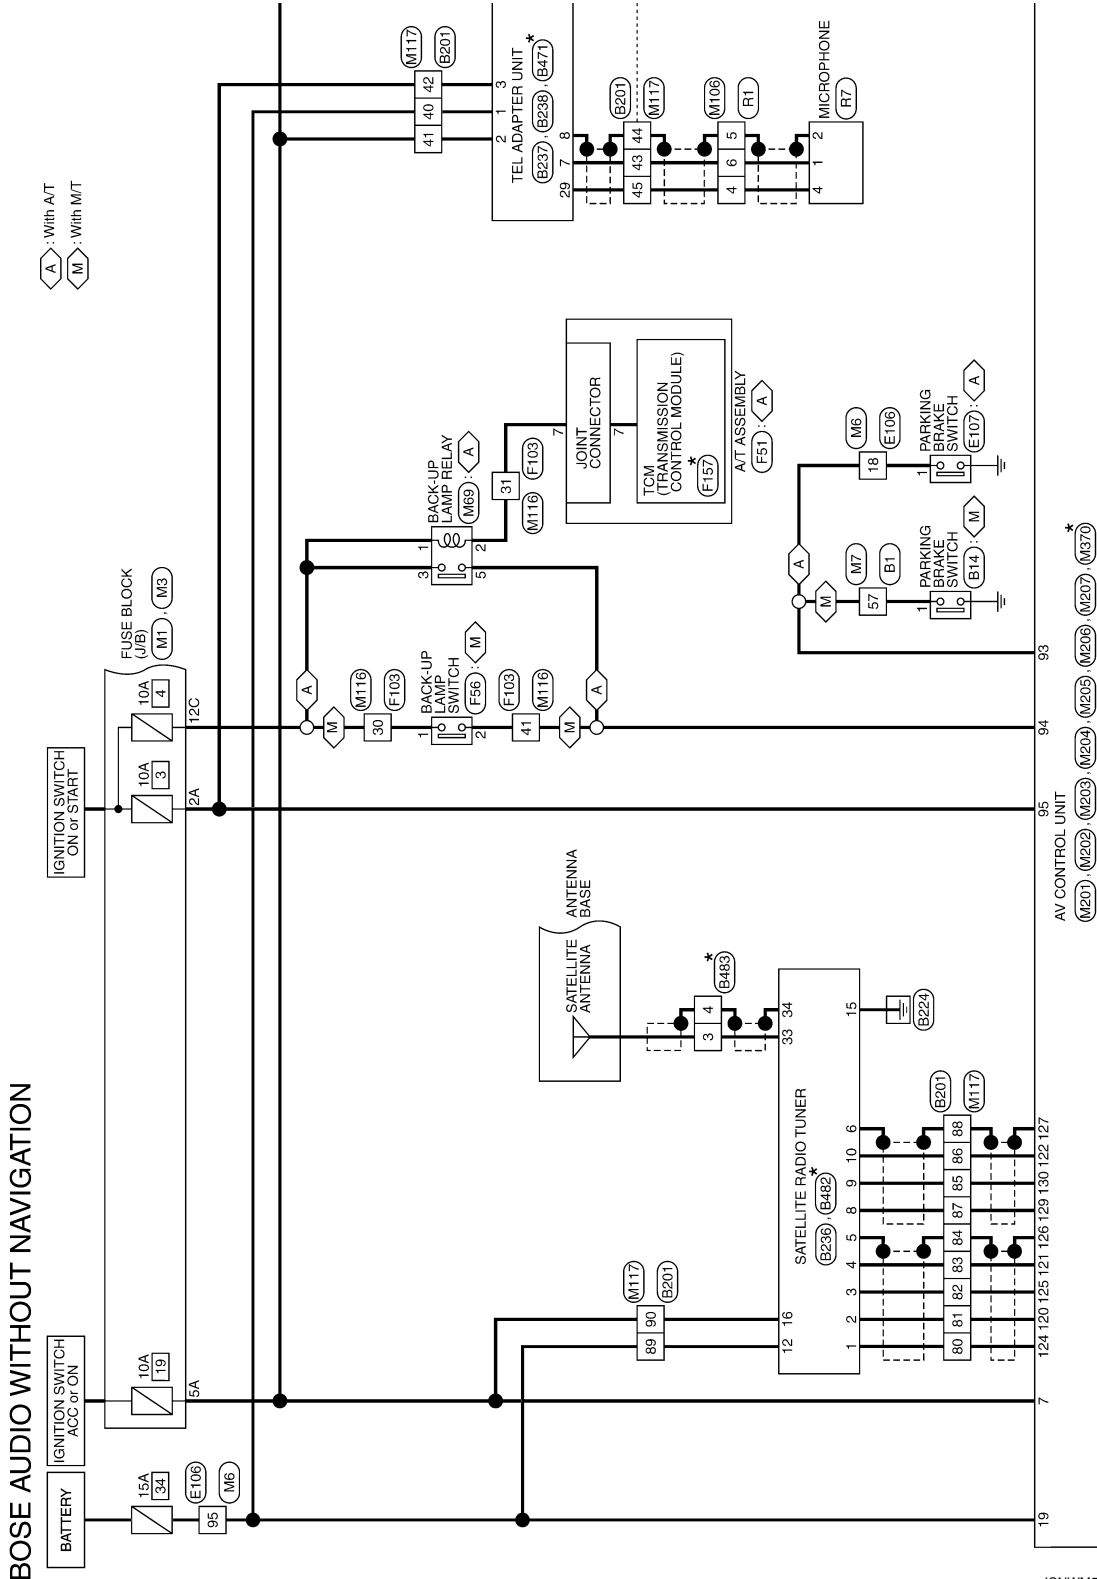 BOSE AUDIO WITHOUT NAVIGATION
BATTERY
15A
34
E106
95
M6
19
IGNITION SWITCH
ACC or ON
10A
19
5A
7
IGNITION SWITCH
ON or START
10A
3
2A
10A
4
12C
FUSE BLOCK
(J/B)
M1 , M3
A : With A/T
M : With M/T
M117
89 90
B201
12 16
SATELLITE RADIO TUNER
B236 , B482 *
1 2 3 4 5 8 9 10 6 15
B224
80 81 82 83 84 87 85 86 88
B201
M117
124 120 125 121 126 129 130 122 127
SATELLITE
ANTENNA
ANTENNA
BASE
3 4
B483 *
33 34
95
A
M
M116
30
F103
1
BACK-UP
LAMP
SWITCH
F56 : M
2
F103
41
M116
M
A
94
BACK-UP
LAMP RELAY
M69 : A
1
3
2
5
31
F103
M116
7
JOINT
CONNECTOR
7
TCM
(TRANSMISSION
CONTROL MODULE)
F157 *
A/T ASSEMBLY
F51 : A
A
M
M7
57
B1
1
PARKING
BRAKE
SWITCH
B14 : M
M6
18
E106
1
PARKING
BRAKE
SWITCH
E107 : A
93
AV CONTROL UNIT
M201 , M202 , M203 , M204 , M205 , M206 , M207 , M370 *
M117
41 40 42
B201
2 1 3
TEL ADAPTER UNIT
B237 , B238 , B471 *
29 7 8
B201
45 43 44
M117
M106
4 6 5
R1
4 1 2
MICROPHONE
R7